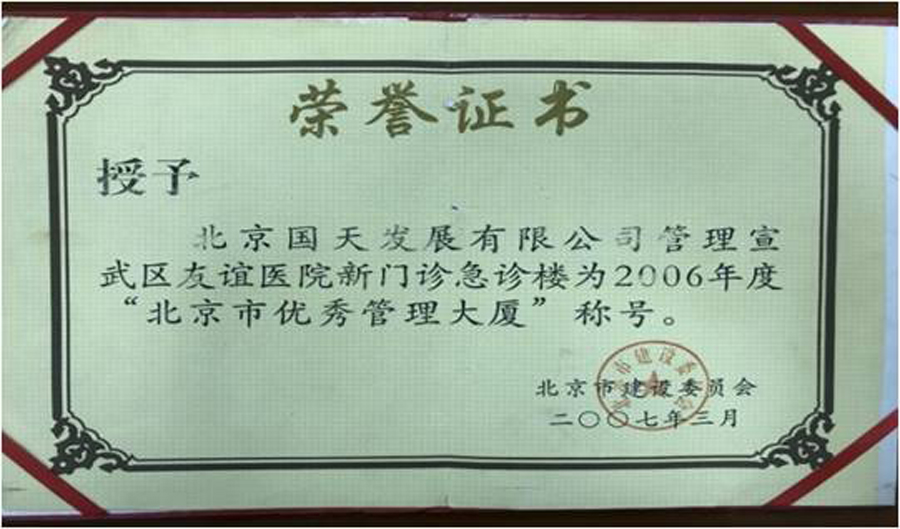 荣誉证书
授予
北京国天发展有限公司管理宣
武区友谊医院新门诊急诊楼为2006年度
“北京市优秀管理大厦”称号。
北京市建设委员会
二〇〇七年三月